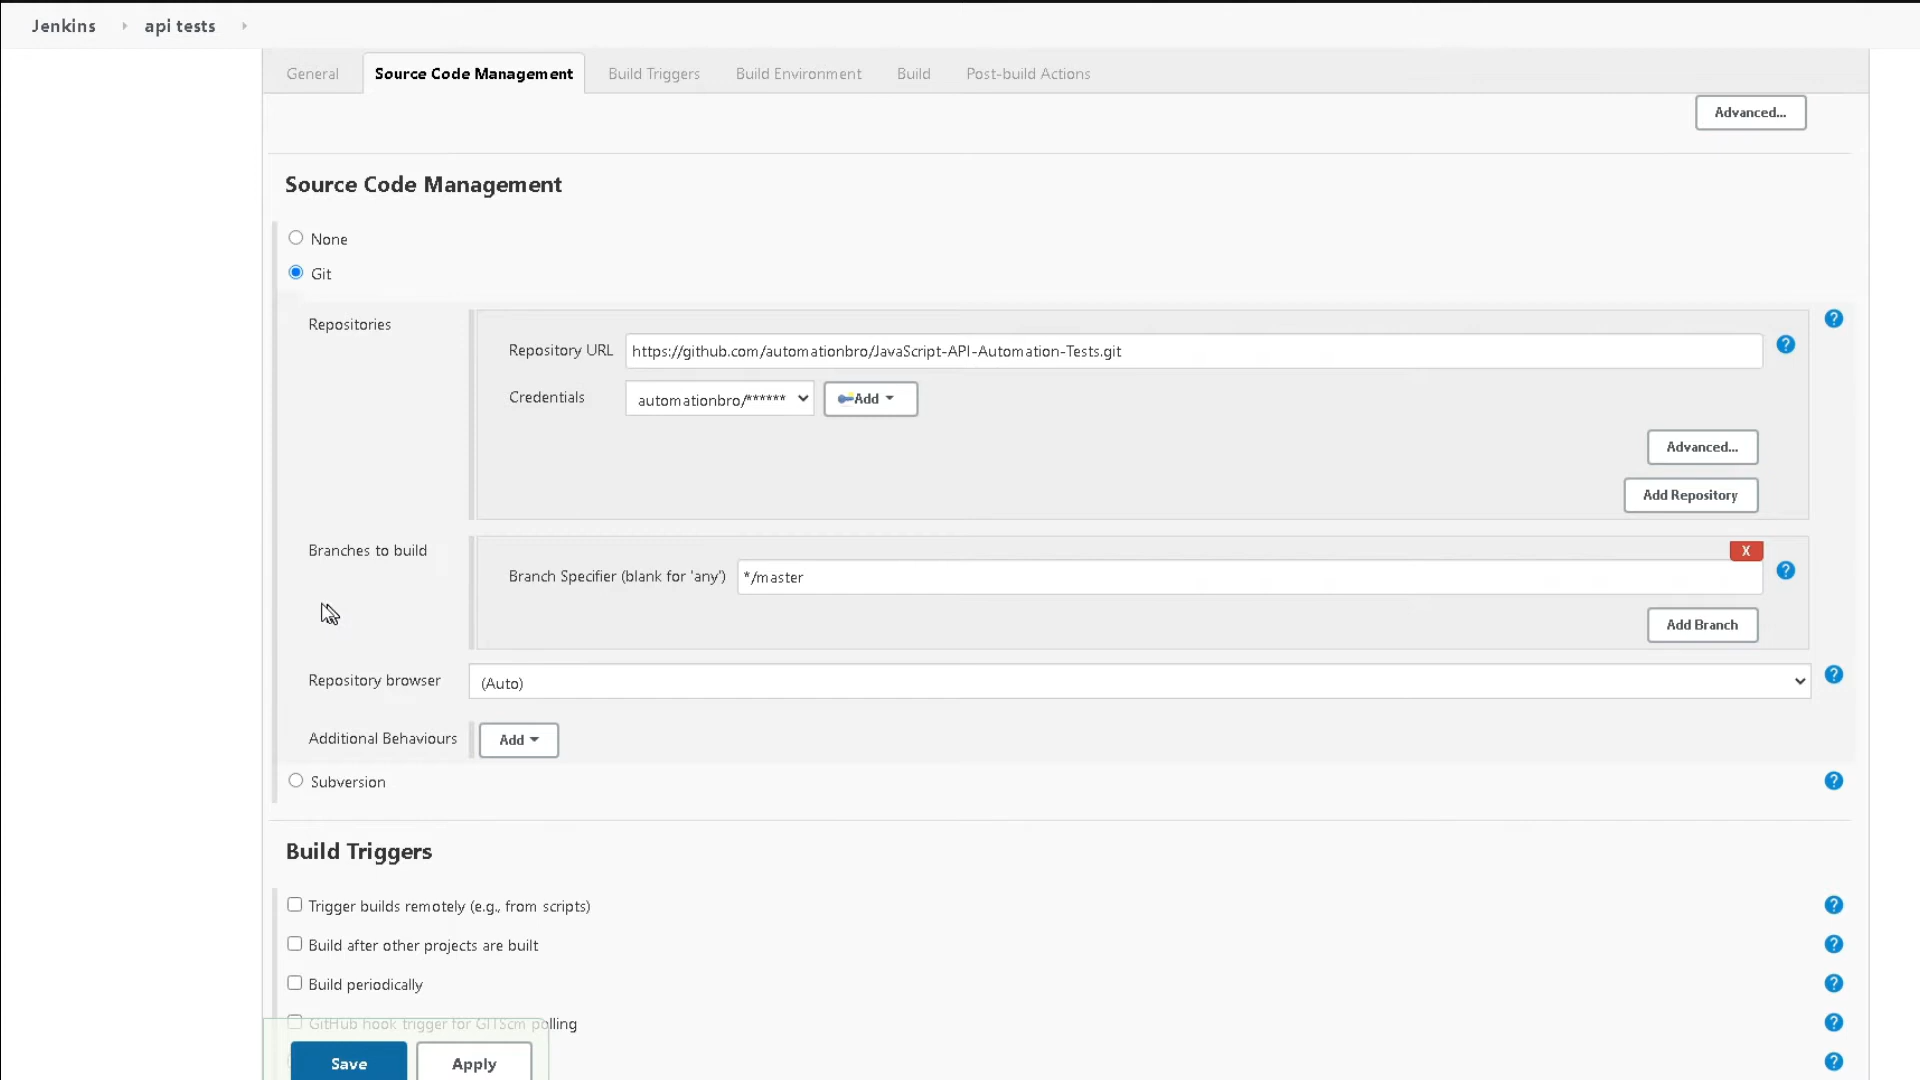 Jenkins api tests
General Source Code Management Build Triggers Build Environment Build Post-build Actions
Advanced...
Source Code Management
None
Git
Repositories
Repository URL https://github.com/automationbro/JavaScript-API-Automation-Tests.git
Credentials automationbro/****** Add
Advanced...
Add Repository
Branches to build
X
Branch Specifier (blank for 'any') */master
Add Branch
Repository browser (Auto)
Additional Behaviours Add
Subversion
Build Triggers
Trigger builds remotely (e.g., from scripts)
Build after other projects are built
Build periodically
GitHub hook trigger for GITScm polling
Save Apply